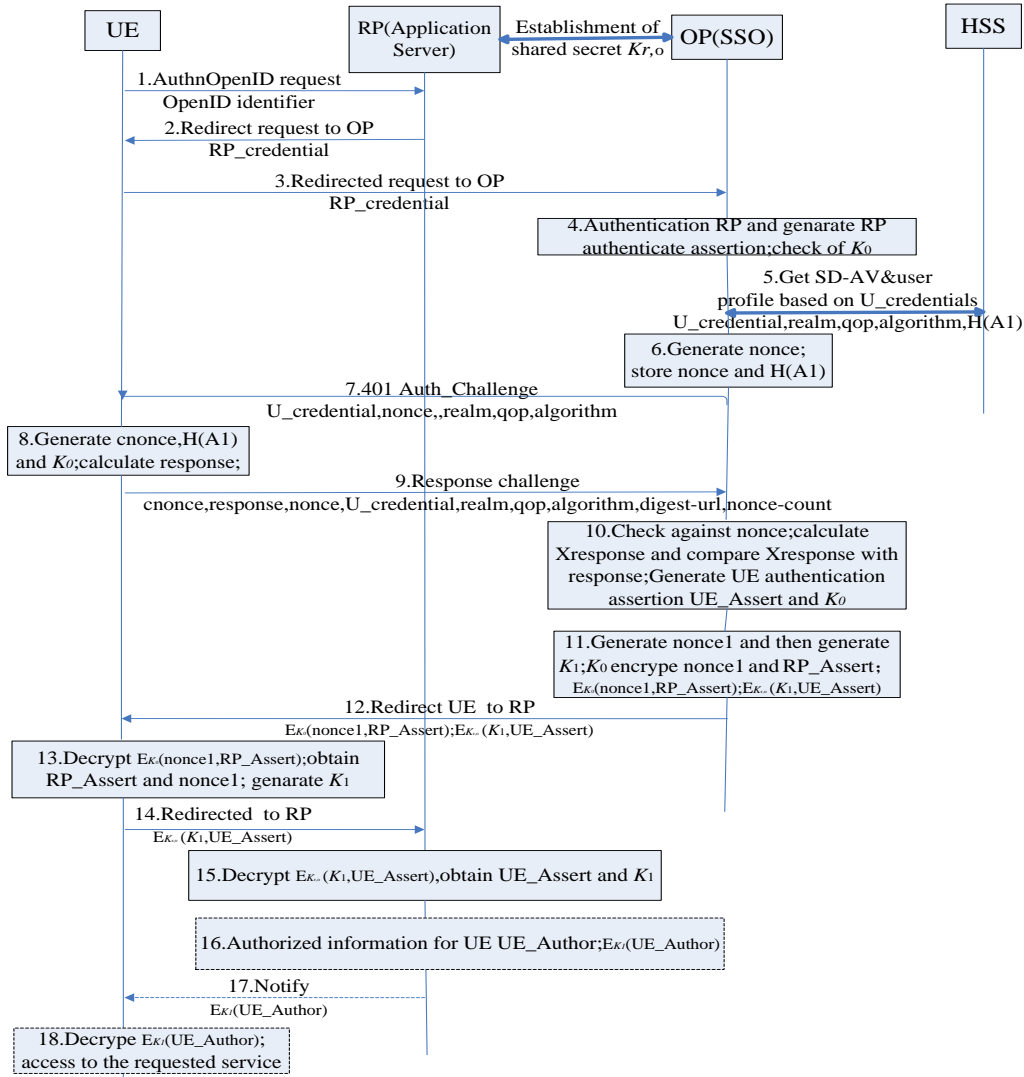 UE
RP(Application
Server)
Establishment of
shared secret Kr,o
OP(SSO)
HSS
1.AuthnOpenID request
OpenID identifier
2.Redirect request to OP
RP_credential
3.Redirected request to OP
RP_credential
4.Authentication RP and genarate RP
authenticate assertion;check of K0
5.Get SD-AV&user
profile based on U_credentials
U_credential,realm,qop,algorithm,H(A1)
6.Generate nonce;
store nonce and H(A1)
7.401 Auth_Challenge
U_credential,nonce,,realm,qop,algorithm
8.Generate cnonce,H(A1)
and K0;calculate response;
9.Response challenge
cnonce,response,nonce,U_credential,realm,qop,algorithm,digest-url,nonce-count
10.Check against nonce;calculate
Xresponse and compare Xresponse with
response;Generate UE authentication
assertion UE_Assert and K0
11.Generate nonce1 and then generate
K1;K0 encrype nonce1 and RP_Assert;
EK0(nonce1,RP_Assert);EKr,o(K1,UE_Assert)
12.Redirect UE to RP
EK0(nonce1,RP_Assert);EKr,o(K1,UE_Assert)
13.Decrypt EK0(nonce1,RP_Assert);obtain
RP_Assert and nonce1; genarate K1
14.Redirected to RP
EKr,o(K1,UE_Assert)
15.Decrypt EKr,o(K1,UE_Assert),obtain UE_Assert and K1
16.Authorized information for UE UE_Author;EK1(UE_Author)
17.Notify
EK1(UE_Author)
18.Decrype EK1(UE_Author);
access to the requested service